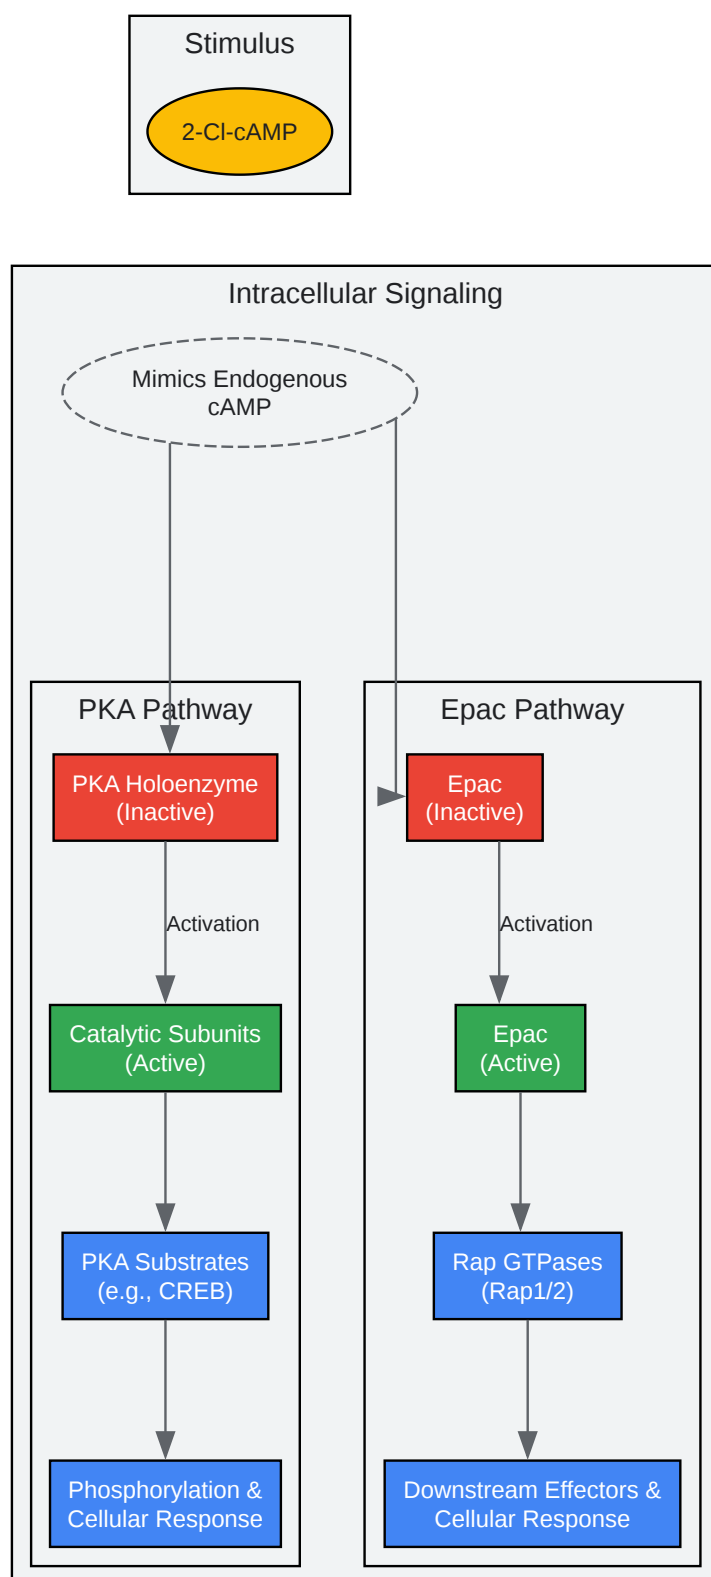 Stimulus
2-Cl-cAMP
Intracellular Signaling
Mimics Endogenous
cAMP
PKA Pathway
PKA Holoenzyme
(Inactive)
Activation
Catalytic Subunits
(Active)
PKA Substrates
(e.g., CREB)
Phosphorylation &
Cellular Response
Epac Pathway
Epac
(Inactive)
Activation
Epac
(Active)
Rap GTPases
(Rap1/2)
Downstream Effectors &
Cellular Response